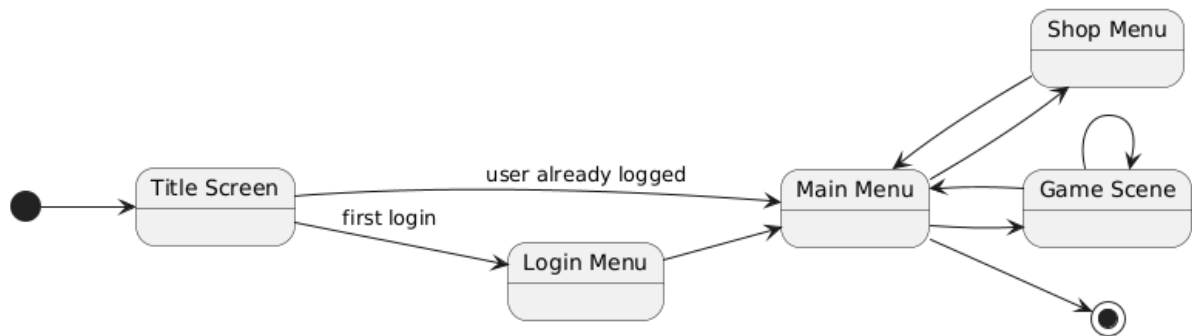 Shop Menu
Title Screen
user already logged
Main Menu
Game Scene
first login
Login Menu